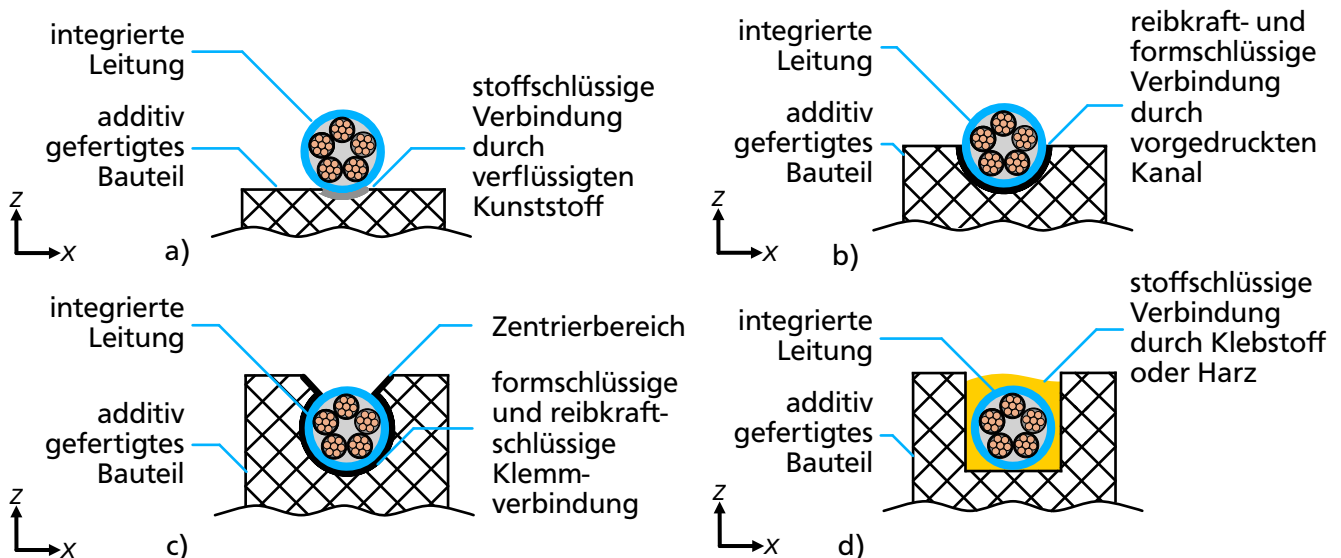 integrierte
Leitung
additiv
gefertigtes
Bauteil
stoffschlüssige
Verbindung
durch
verflüssigten
Kunststoff
z
x
a)
integrierte
Leitung
additiv
gefertigtes
Bauteil
reibkraft- und
formschlüssige
Verbindung
durch
vorgedruckten
Kanal
z
x
b)
integrierte
Leitung
additiv
gefertigtes
Bauteil
Zentrierbereich
formschlüssige
und reibkraft-
schlüssige
Klemm-
verbindung
z
x
c)
integrierte
Leitung
additiv
gefertigtes
Bauteil
stoffschlüssige
Verbindung
durch Klebstoff
oder Harz
z
x
d)